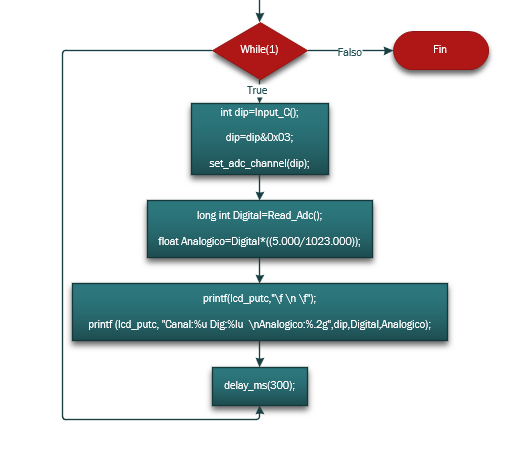 While(1)
Falso
Fin
True
int dip=Input_C();
dip=dip&0x03;
set_adc_channel(dip);
long int Digital=Read_Adc();
float Analogico=Digital*((5.000/1023.000));
printf(lcd_putc,"\f \n \f");
printf (lcd_putc, "Canal:%u Dig:%lu  \nAnalogico:%.2g",dip,Digital,Analogico);
delay_ms(300);